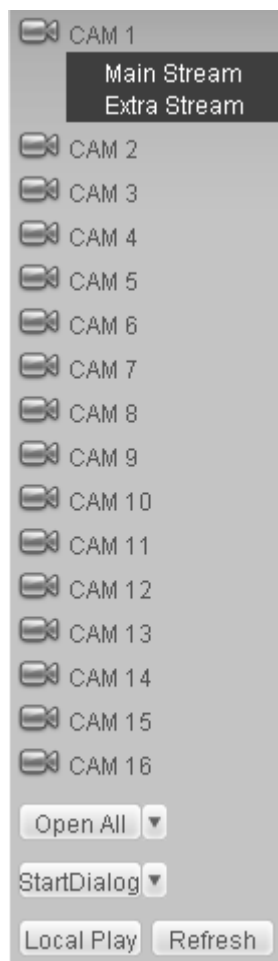 CAM 1
Main Stream
Extra Stream
CAM 2
CAM 3
CAM 4
CAM 5
CAM 6
CAM 7
CAM 8
CAM 9
CAM 10
CAM 11
CAM 12
CAM 13
CAM 14
CAM 15
CAM 16
Open All
StartDialog
Local Play Refresh